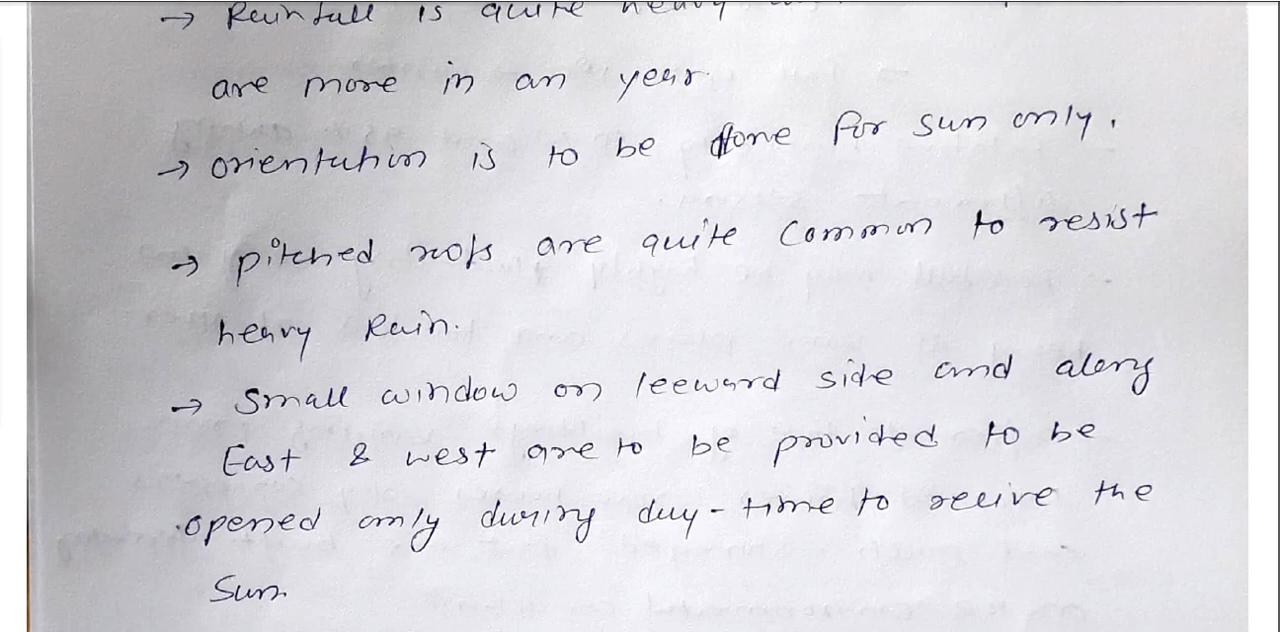 → Rainfall is quite heavy
are more in an year.
→ orientation is to be done for sun only.
→ pitched roofs are quite common to resist
heavy Rain.
→ Small window on leeward side and along
East & west are to be provided to be
opened only during day-time to recive the
Sun.